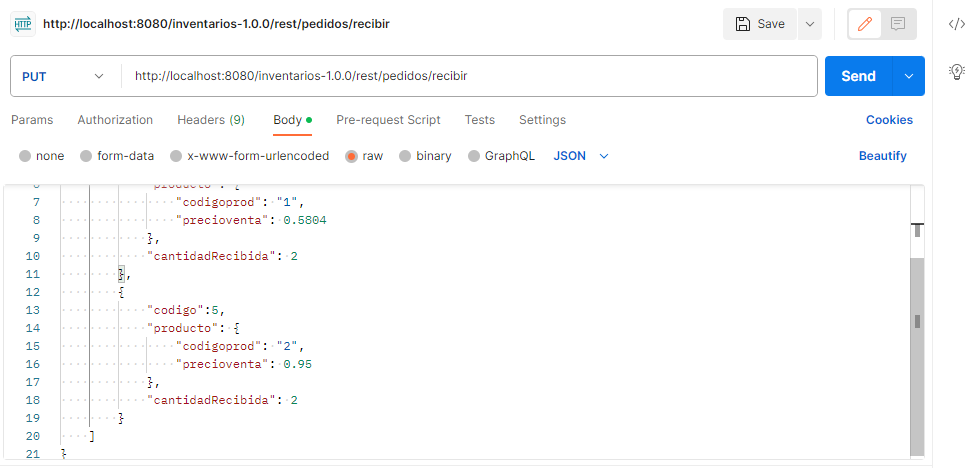 HTTP http://localhost:8080/inventarios-1.0.0/rest/pedidos/recibir Save
PUT http://localhost:8080/inventarios-1.0.0/rest/pedidos/recibir Send
Params Authorization Headers (9) Body Pre-request Script Tests Settings Cookies
none form-data x-www-form-urlencoded raw binary GraphQL JSON Beautify
6 "producto": {
7 "codigoprod": "1",
8 "precioventa": 0.5804
9 },
10 "cantidadRecibida": 2
11 },
12 {
13 "codigo":5,
14 "producto": {
15 "codigoprod": "2",
16 "precioventa": 0.95
17 },
18 "cantidadRecibida": 2
19 }
20 ]
21 }